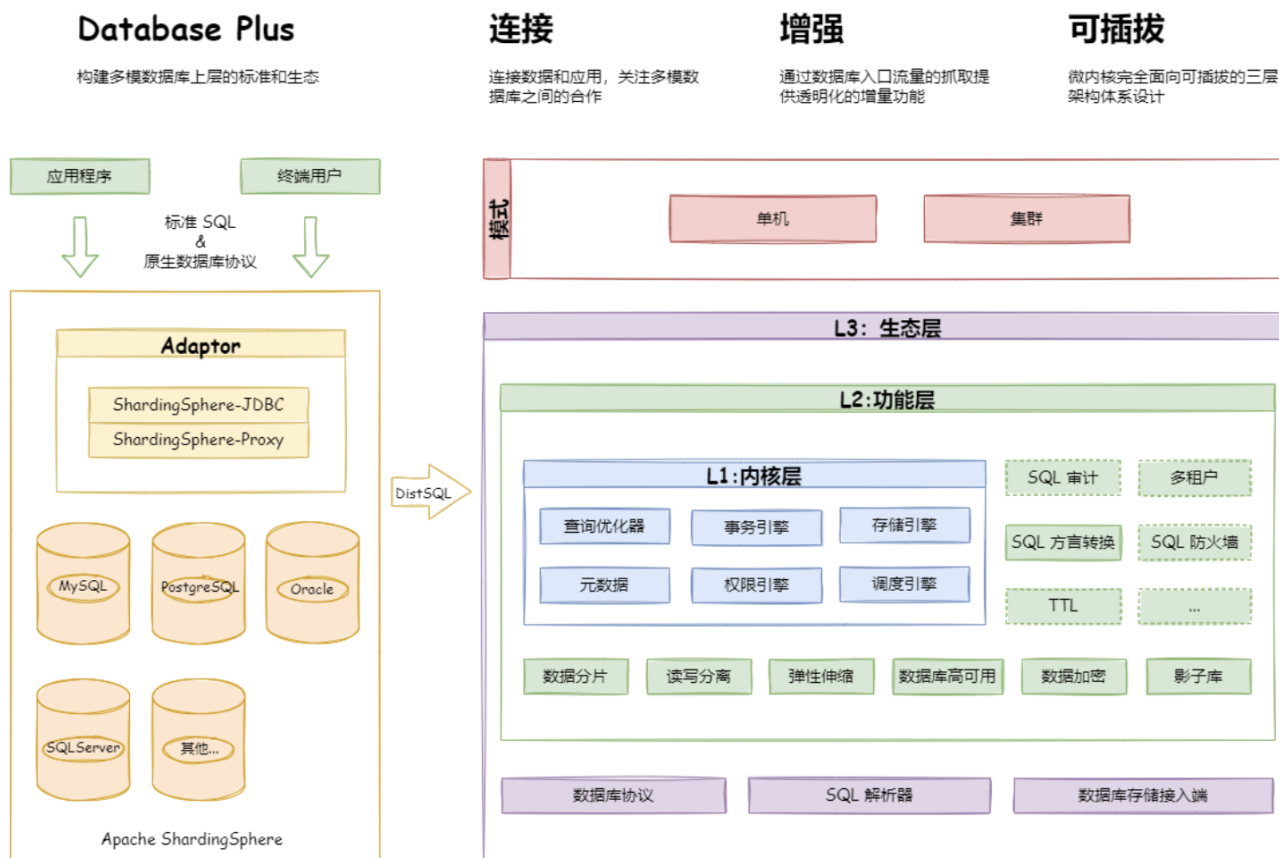 Database Plus
构建多模数据库上层的标准和生态
连接
连接数据和应用，关注多模数
据库之间的合作
增强
通过数据库入口流量的抓取提
供透明化的增量功能
可插拔
微内核完全面向可插拔的三层
架构体系设计
应用程序
终端用户
标准 SQL
&
原生数据库协议
Adaptor
ShardingSphere-JDBC
ShardingSphere-Proxy
MySQL
PostgreSQL
Oracle
SQLServer
其他...
Apache ShardingSphere
DistSQL
模式
单机
集群
L3: 生态层
L2:功能层
L1:内核层
查询优化器
事务引擎
存储引擎
元数据
权限引擎
调度引擎
SQL 审计
多租户
SQL 方言转换
SQL 防火墙
TTL
...
数据分片
读写分离
弹性伸缩
数据库高可用
数据加密
影子库
数据库协议
SQL 解析器
数据库存储接入端